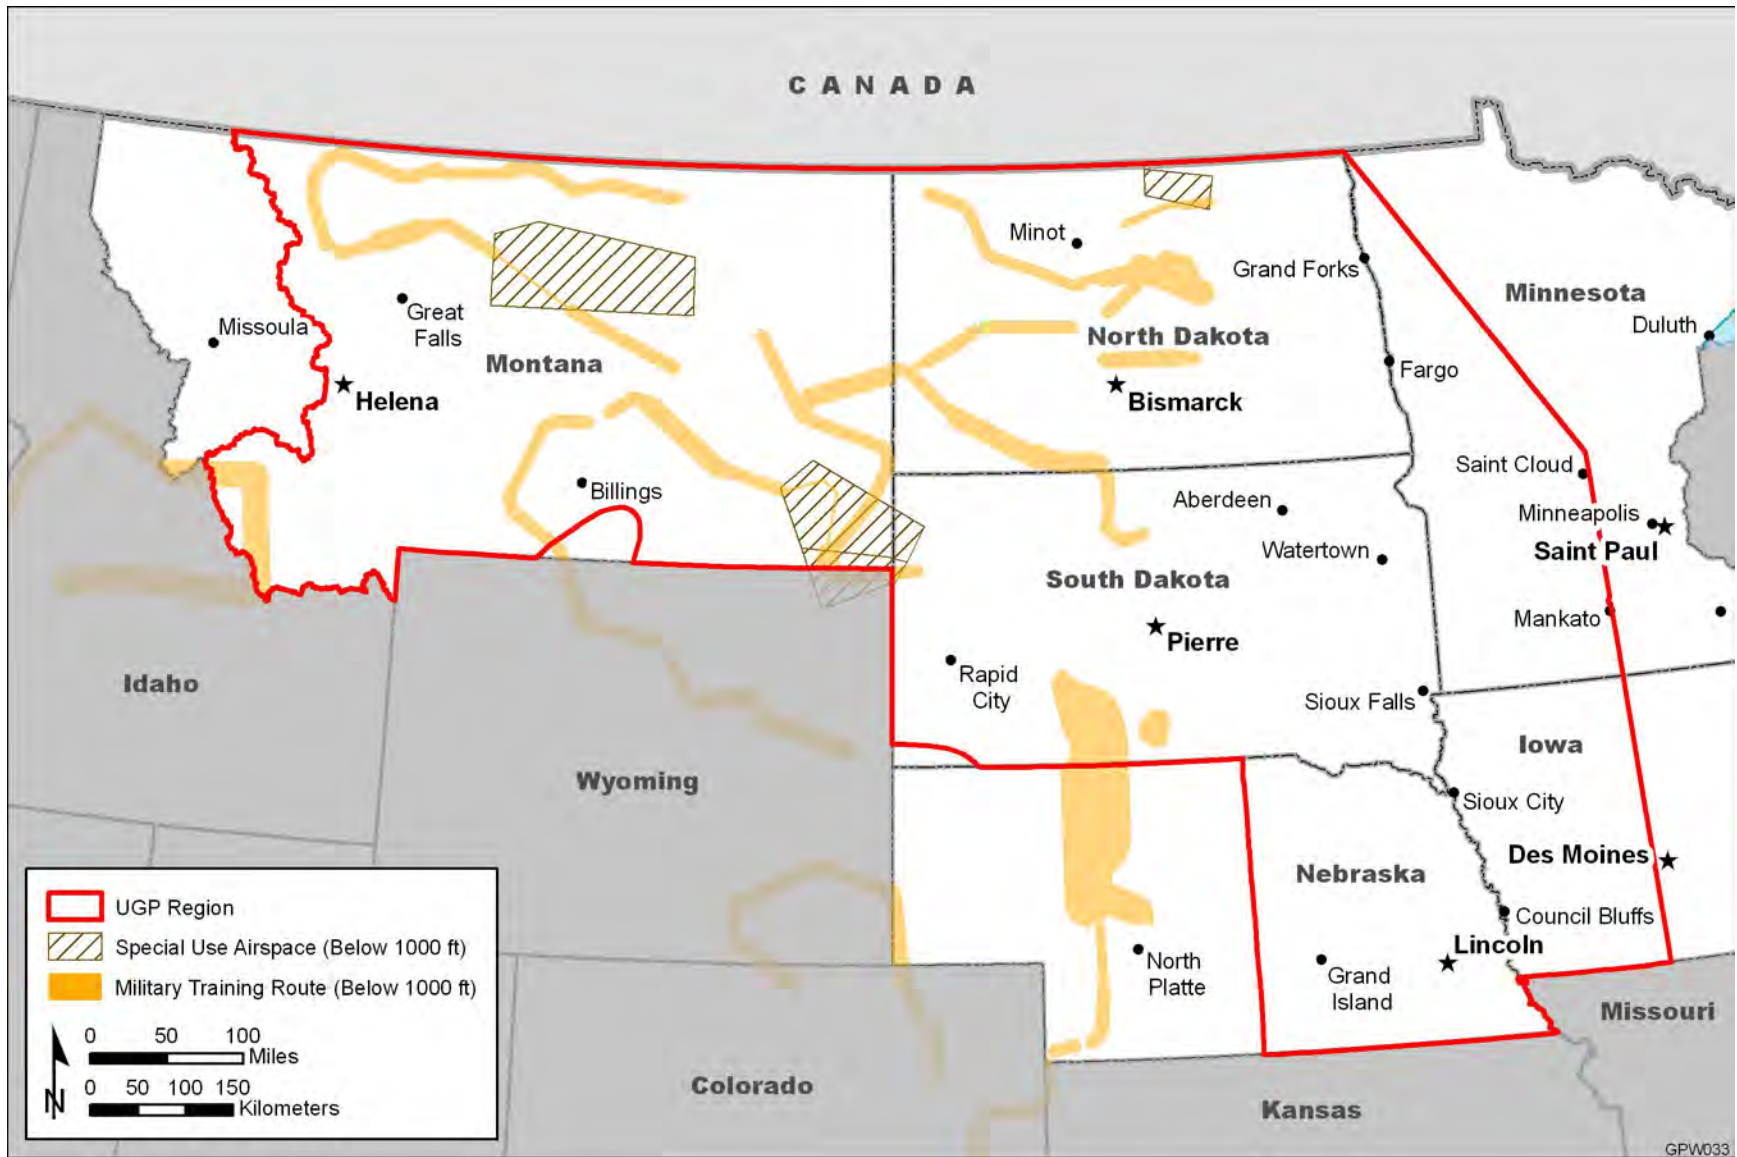 CANADA
Minot
Grand Forks
Minnesota
Great
Falls
Missoula
Duluth
North Dakota
Montana
Fargo
Helena
Bismarck
Saint Cloud
Billings
Aberdeen
Minneapolis
Watertown
Saint Paul
South Dakota
Mankato
Pierre
Rapid
City
Idaho
Sioux Falls
Iowa
Wyoming
Sioux City
Des Moines
Nebraska
Council Bluffs
Lincoln
North
Platte
Grand
Island
Missouri
Colorado
Kansas
UGP Region
Special Use Airspace (Below 1000 ft)
Military Training Route (Below 1000 ft)
0 50 100
Miles
0 50 100 150
Kilometers
N
GPW033